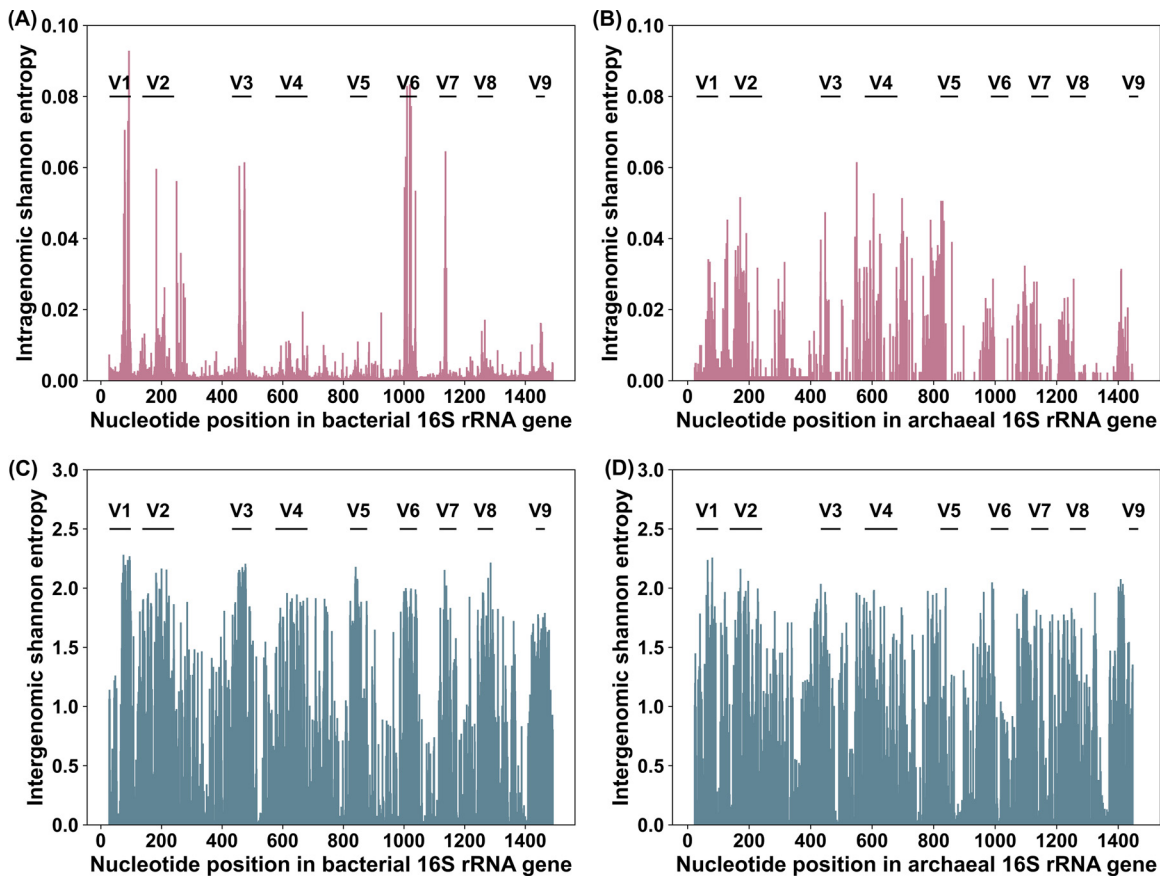 (A)
Intragenomic shannon entropy
0.10
0.08
0.06
0.04
0.02
0.00
V1 V2 V3 V4 V5 V6 V7 V8 V9
0 200 400 600 800 1000 1200 1400
Nucleotide position in bacterial 16S rRNA gene
(B)
Intragenomic shannon entropy
0.10
0.08
0.06
0.04
0.02
0.00
V1 V2 V3 V4 V5 V6 V7 V8 V9
0 200 400 600 800 1000 1200 1400
Nucleotide position in archaeal 16S rRNA gene
(C)
Intergenomic shannon entropy
3.0
2.5
2.0
1.5
1.0
0.5
0.0
V1 V2 V3 V4 V5 V6 V7 V8 V9
0 200 400 600 800 1000 1200 1400
Nucleotide position in bacterial 16S rRNA gene
(D)
Intergenomic shannon entropy
3.0
2.5
2.0
1.5
1.0
0.5
0.0
V1 V2 V3 V4 V5 V6 V7 V8 V9
0 200 400 600 800 1000 1200 1400
Nucleotide position in archaeal 16S rRNA gene